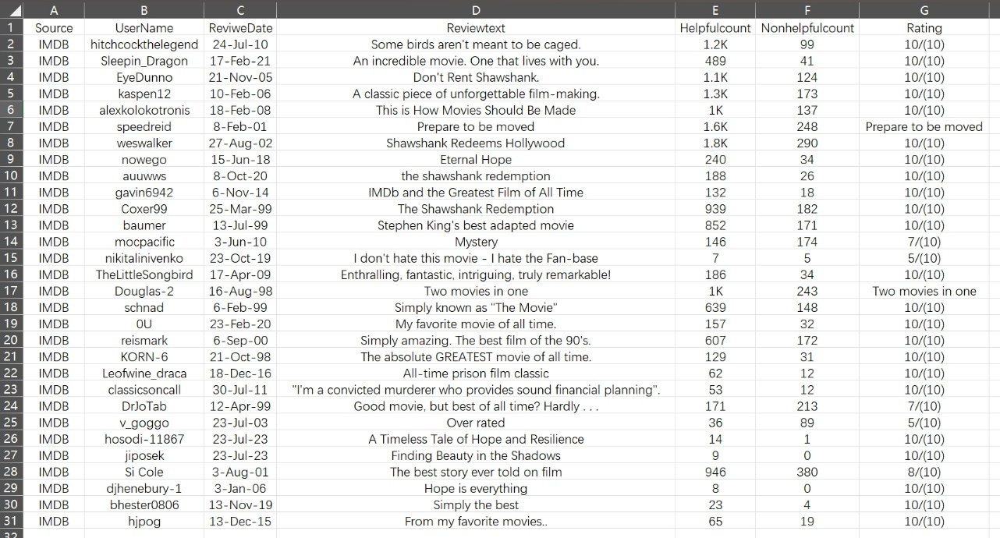 A B C D E F G
1 Source UserName ReviweDate Reviewtext Helpfulcount Nonhelpfulcount Rating
2 IMDB hitchcockthelegend 24-Jul-10 Some birds aren't meant to be caged. 1.2K 99 10/(10)
3 IMDB Sleepin_Dragon 17-Feb-21 An incredible movie. One that lives with you. 489 41 10/(10)
4 IMDB EyeDunno 21-Nov-05 Don't Rent Shawshank. 1.1K 124 10/(10)
5 IMDB kaspen12 10-Feb-06 A classic piece of unforgettable film-making. 1.3K 173 10/(10)
6 IMDB alexkolokotronis 18-Feb-08 This is How Movies Should Be Made 1K 137 10/(10)
7 IMDB speedreid 8-Feb-01 Prepare to be moved 1.6K 248 Prepare to be moved
8 IMDB weswalker 27-Aug-02 Shawshank Redeems Hollywood 1.8K 290 10/(10)
9 IMDB nowego 15-Jun-18 Eternal Hope 240 34 10/(10)
10 IMDB auuwws 8-Oct-20 the shawshank redemption 188 26 10/(10)
11 IMDB gavin6942 6-Nov-14 IMDb and the Greatest Film of All Time 132 18 10/(10)
12 IMDB Coxer99 25-Mar-99 The Shawshank Redemption 939 182 10/(10)
13 IMDB baumer 13-Jul-99 Stephen King's best adapted movie 852 171 10/(10)
14 IMDB mocpacific 3-Jun-10 Mystery 146 174 7/(10)
15 IMDB nikitalinivenko 23-Oct-19 I don't hate this movie - I hate the Fan-base 7 5 5/(10)
16 IMDB TheLittleSongbird 17-Apr-09 Enthralling, fantastic, intriguing, truly remarkable! 186 34 10/(10)
17 IMDB Douglas-2 16-Aug-98 Two movies in one 1K 243 Two movies in one
18 IMDB schnad 6-Feb-99 Simply known as "The Movie" 639 148 10/(10)
19 IMDB 0U 23-Feb-20 My favorite movie of all time. 157 32 10/(10)
20 IMDB reismark 6-Sep-00 Simply amazing. The best film of the 90's. 607 172 10/(10)
21 IMDB KORN-6 21-Oct-98 The absolute GREATEST movie of all time. 129 31 10/(10)
22 IMDB Leofwine_draca 18-Dec-16 All-time prison film classic 62 12 10/(10)
23 IMDB classicsoncall 30-Jul-11 "I'm a convicted murderer who provides sound financial planning". 53 12 10/(10)
24 IMDB DrJoTab 12-Apr-99 Good movie, but best of all time? Hardly . . . 171 213 7/(10)
25 IMDB v_goggo 23-Jul-03 Over rated 36 89 5/(10)
26 IMDB hosodi-11867 23-Jul-23 A Timeless Tale of Hope and Resilience 14 1 10/(10)
27 IMDB jiposek 23-Jul-23 Finding Beauty in the Shadows 9 0 10/(10)
28 IMDB Si Cole 3-Aug-01 The best story ever told on film 946 380 8/(10)
29 IMDB djhenebury-1 3-Jan-06 Hope is everything 8 0 10/(10)
30 IMDB bhester0806 13-Nov-19 Simply the best 23 4 10/(10)
31 IMDB hjpog 13-Dec-15 From my favorite movies.. 65 19 10/(10)
32